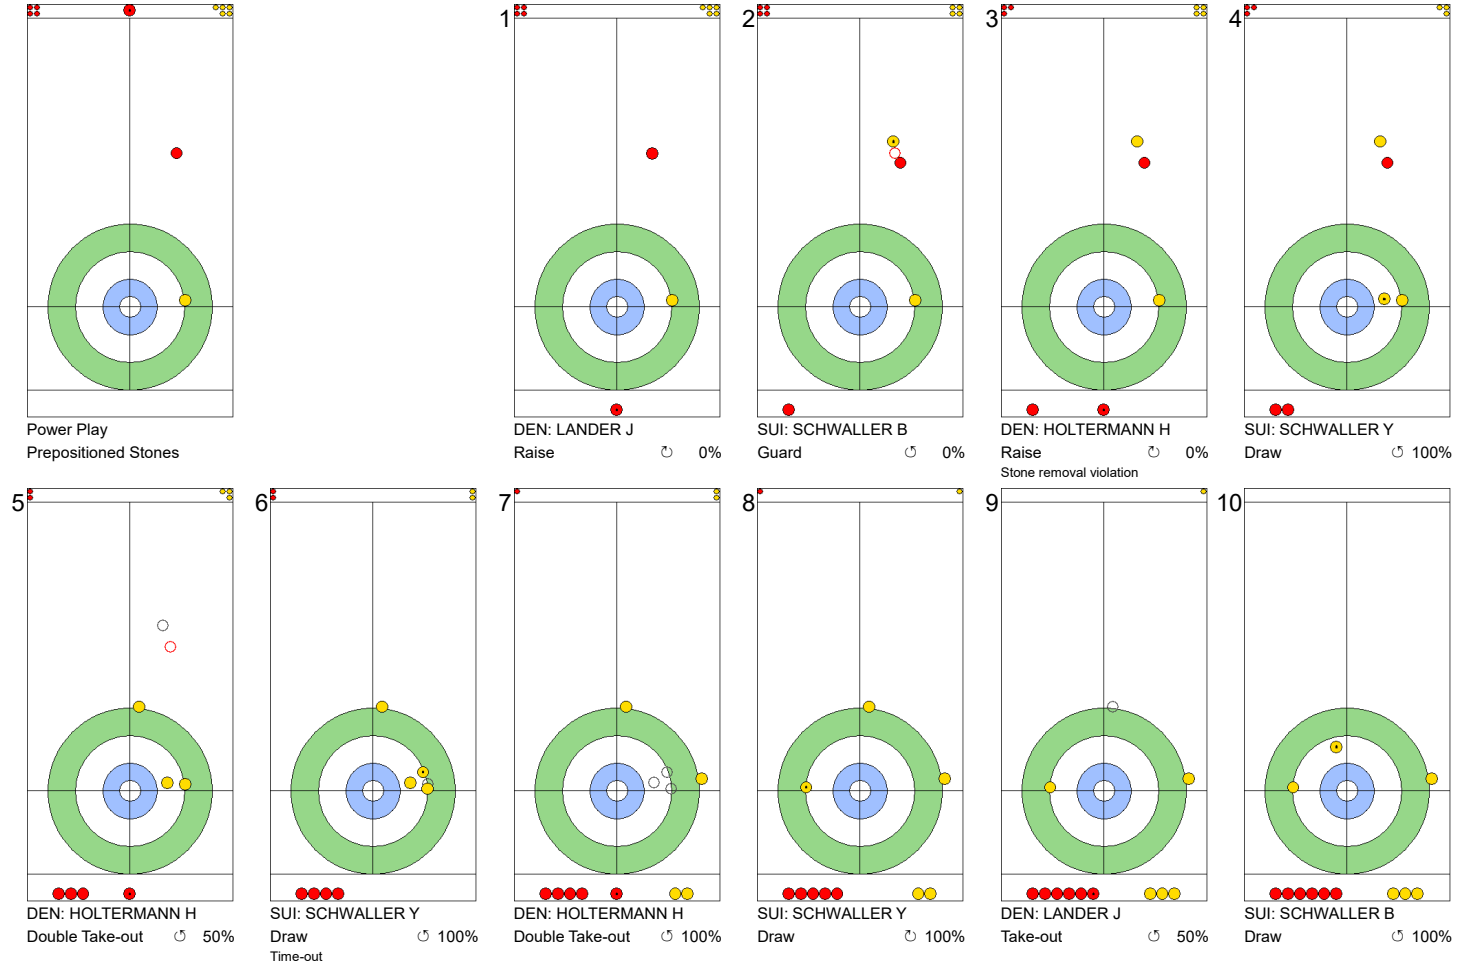 Power Play
Prepositioned Stones
1
DEN: LANDER J
Raise ↻ 0%
2
SUI: SCHWALLER B
Guard ↺ 0%
3
DEN: HOLTERMANN H
Raise ↻ 0%
Stone removal violation
4
SUI: SCHWALLER Y
Draw ↺ 100%
5
DEN: HOLTERMANN H
Double Take-out ↺ 50%
6
SUI: SCHWALLER Y
Draw ↺ 100%
Time-out
7
DEN: HOLTERMANN H
Double Take-out ↺ 100%
8
SUI: SCHWALLER Y
Draw ↻ 100%
9
DEN: LANDER J
Take-out ↺ 50%
10
SUI: SCHWALLER B
Draw ↺ 100%